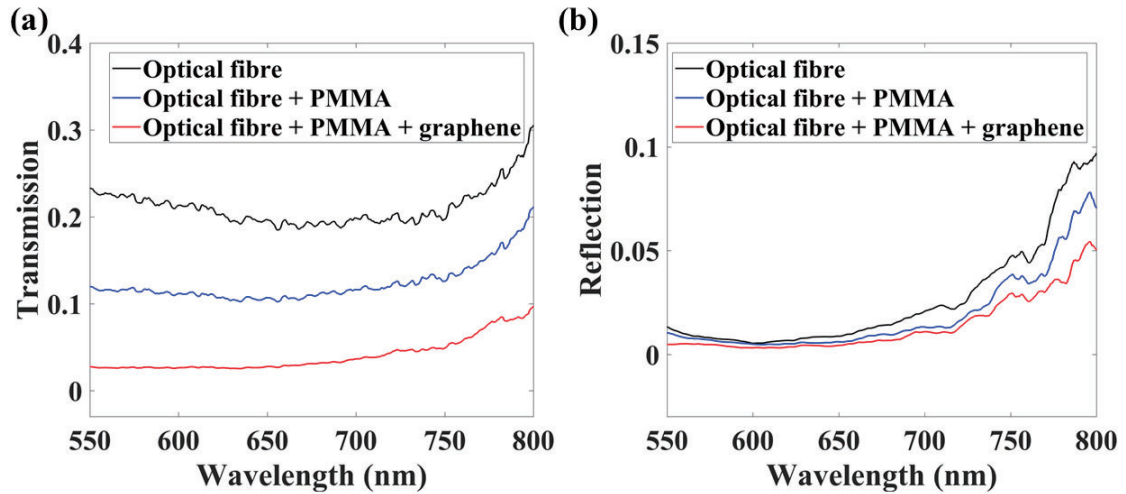 (a)
0.4
0.3
0.2
0.1
0
Transmission
Optical fibre
Optical fibre + PMMA
Optical fibre + PMMA + graphene
550 600 650 700 750 800
Wavelength (nm)
(b)
0.15
0.1
0.05
0
Reflection
Optical fibre
Optical fibre + PMMA
Optical fibre + PMMA + graphene
550 600 650 700 750 800
Wavelength (nm)